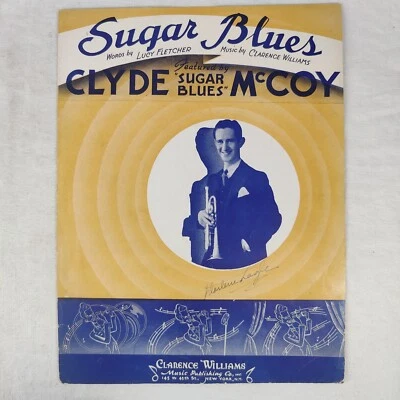 Sugar Blues
Words by LUCY FLETCHER Music by CLARENCE WILLIAMS
Featured by
CLYDE "SUGAR BLUES" McCOY
CLARENCE WILLIAMS
Music Publishing Co., INC.
145 W. 45TH ST. NEW YORK, N.Y.